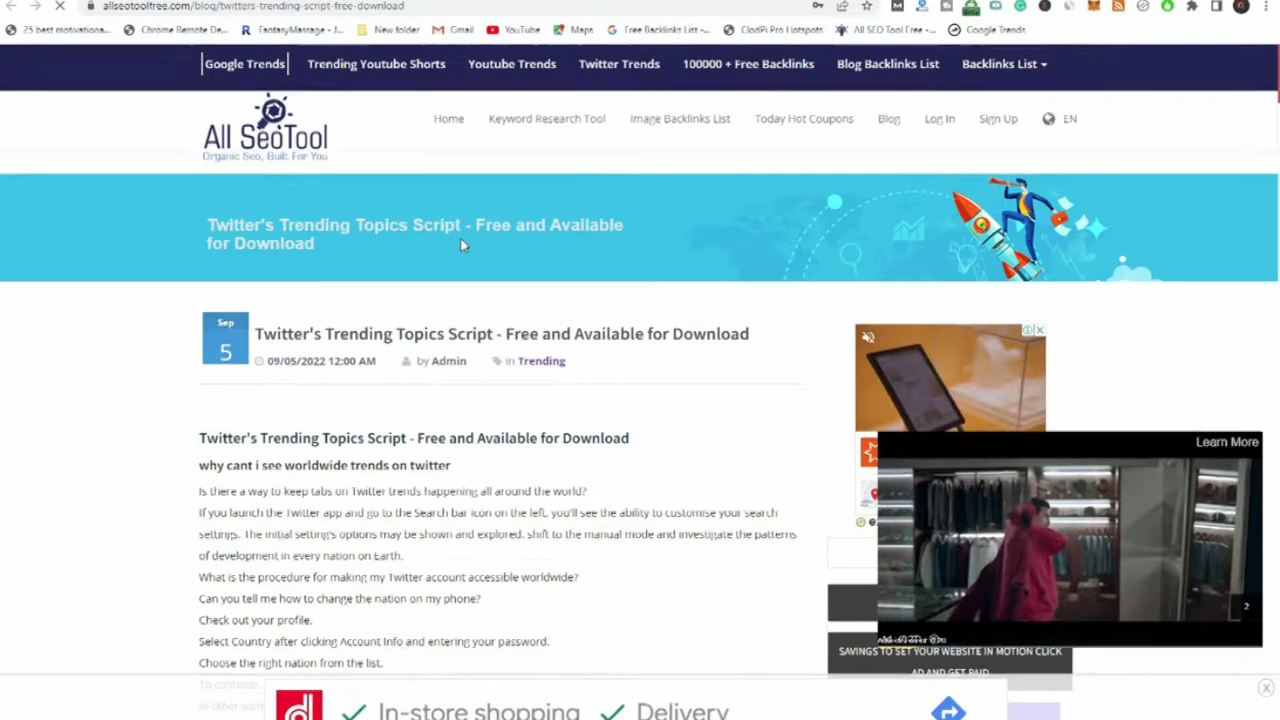 allseotoolfree.com/blog/twitters-trending-script-free-download
25 best motivationa... Chrome Remote De... FantasyMassage - J... New folder Gmail YouTube Maps Free Backlinks List -... ClodPi Pro Hotspots All SEO Tool Free -... Google Trends
Google Trends Trending Youtube Shorts Youtube Trends Twitter Trends 100000 + Free Backlinks Blog Backlinks List Backlinks List
All SeoTool
Organic Seo, Built For You
Home Keyword Research Tool Image Backlinks List Today Hot Coupons Blog Log In Sign Up EN
Twitter's Trending Topics Script - Free and Available
for Download
Sep
5
Twitter's Trending Topics Script - Free and Available for Download
09/05/2022 12:00 AM by Admin in Trending
Twitter's Trending Topics Script - Free and Available for Download
why cant i see worldwide trends on twitter
Is there a way to keep tabs on Twitter trends happening all around the world?
If you launch the Twitter app and go to the Search bar icon on the left, you'll see the ability to customise your search
settings. The initial setting's options may be shown and explored. shift to the manual mode and investigate the patterns
of development in every nation on Earth.
What is the procedure for making my Twitter account accessible worldwide?
Can you tell me how to change the nation on my phone?
Check out your profile.
Select Country after clicking Account Info and entering your password.
Choose the right nation from the list.
To continue,
In other wor
Learn More
2
SAVINGS TO SET YOUR WEBSITE IN MOTION CLICK
AD AND GET PAID
In-store shopping Delivery